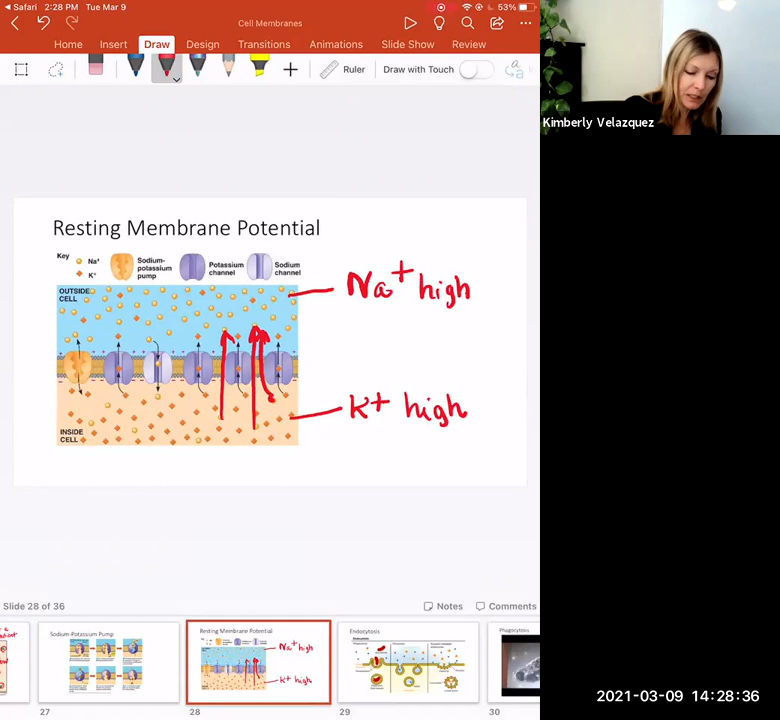 Safari 2:28 PM Tue Mar 9
53%
Cell Membranes
Home Insert Draw Design Transitions Animations Slide Show Review
Ruler
Draw with Touch
Kimberly Velazquez
Resting Membrane Potential
Key
Na+
K+
Sodium-
potassium
pump
Potassium
channel
Sodium
channel
OUTSIDE
CELL
Na+ high
K+ high
INSIDE
CELL
Slide 28 of 36
Notes
Comments
Sodium-Potassium Pump
Resting Membrane Potential
Na+ high
K+ high
Endocytosis
Phagocytosis
27
28
29
30
2021-03-09 14:28:36